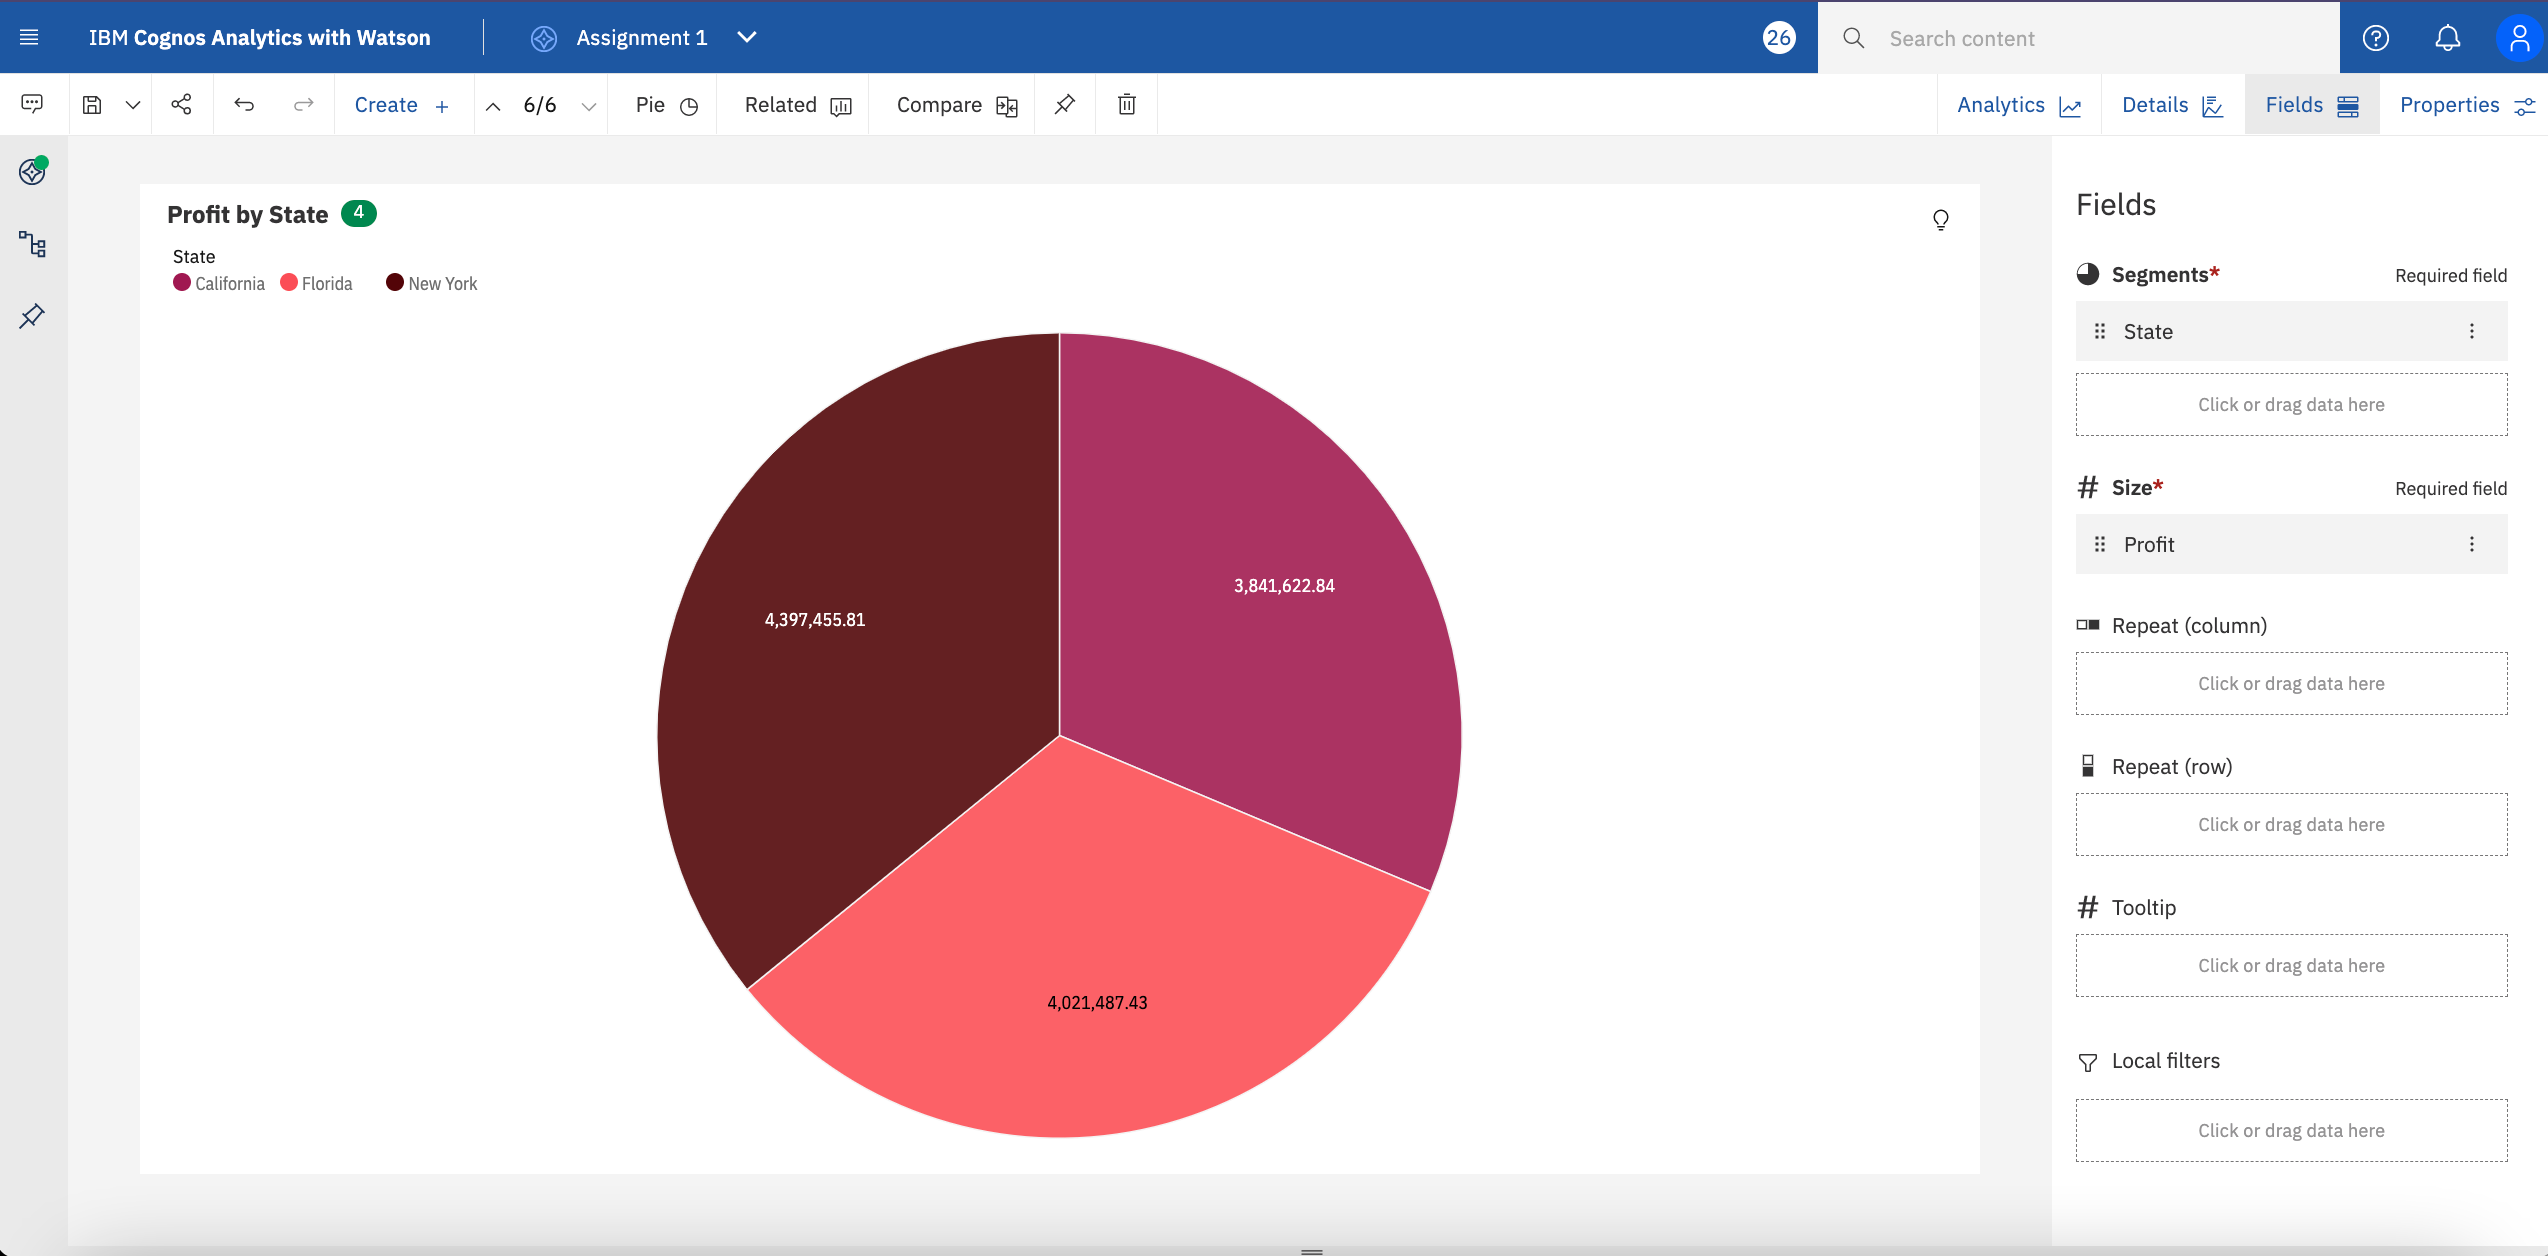 IBM Cognos Analytics with Watson
Assignment 1
26
Search content
Create +
6/6
Pie
Related
Compare
Analytics
Details
Fields
Properties
Profit by State 4
State
California Florida New York
3,841,622.84
4,397,455.81
4,021,487.43
Fields
Segments* Required field
State
Click or drag data here
# Size* Required field
Profit
Repeat (column)
Click or drag data here
Repeat (row)
Click or drag data here
# Tooltip
Click or drag data here
Local filters
Click or drag data here